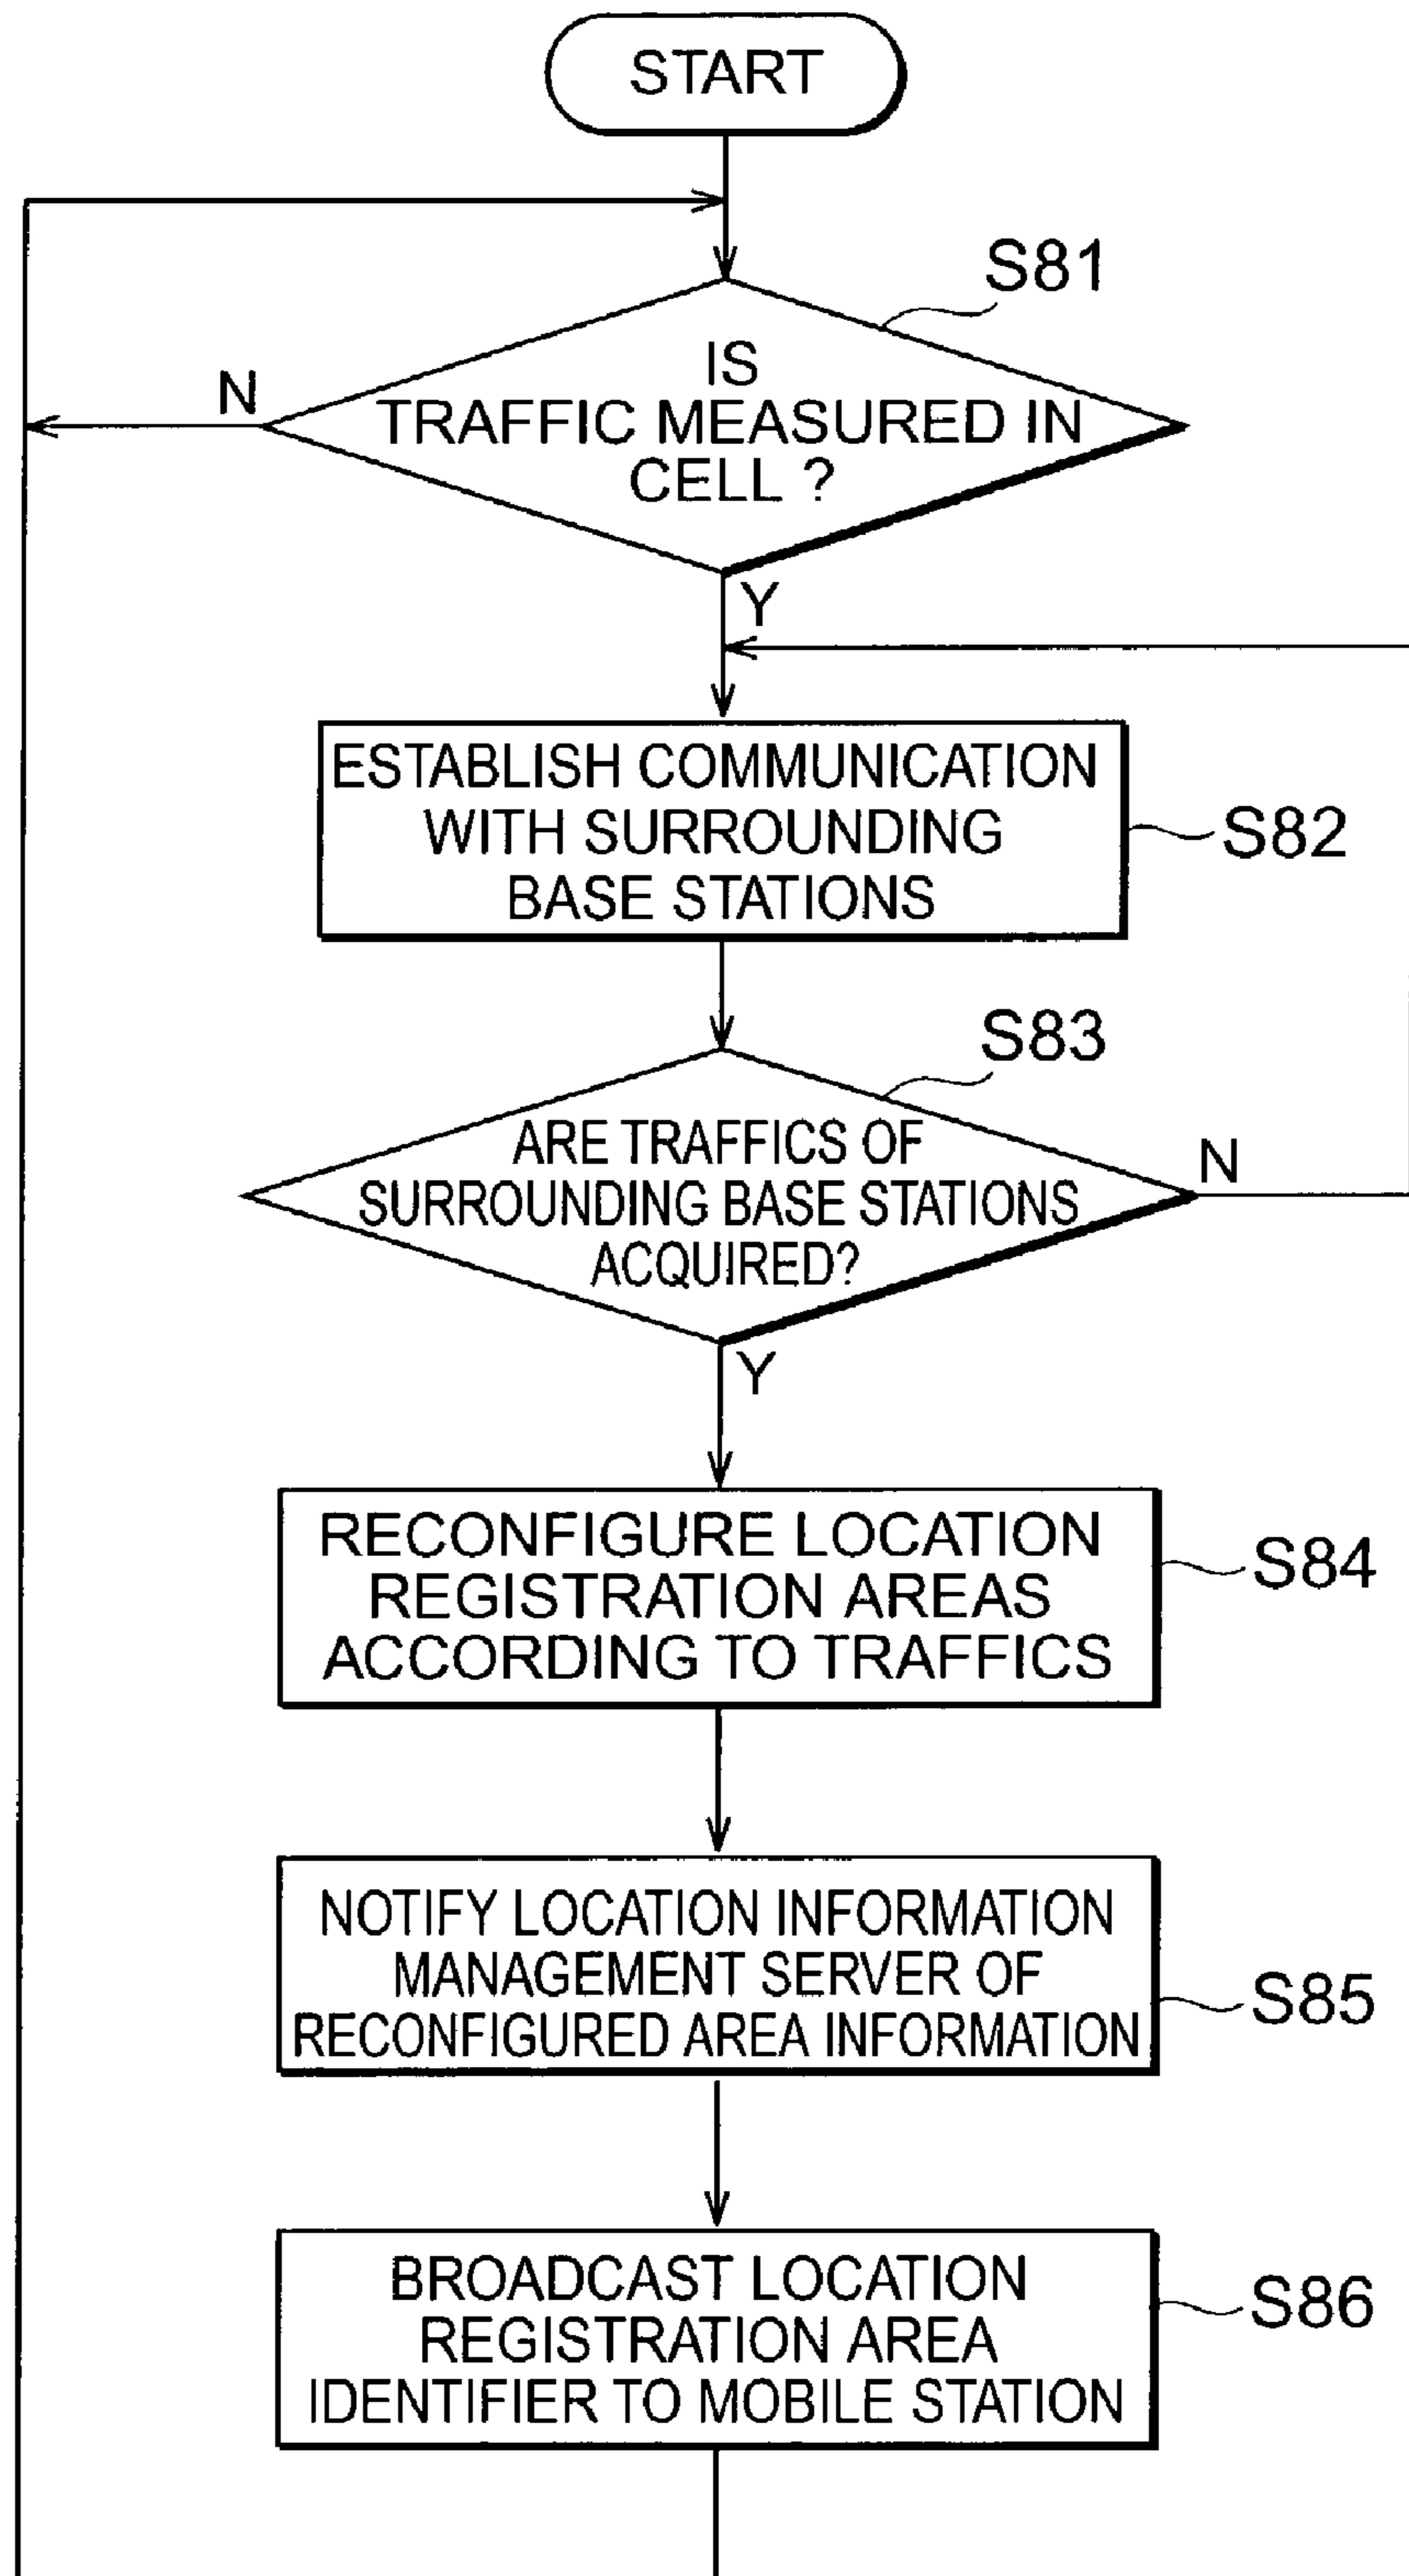 START
S81
IS
TRAFFIC MEASURED IN
CELL ?
N
Y
ESTABLISH COMMUNICATION
WITH SURROUNDING
BASE STATIONS
S82
S83
ARE TRAFFICS OF
SURROUNDING BASE STATIONS
ACQUIRED?
N
Y
RECONFIGURE LOCATION
REGISTRATION AREAS
ACCORDING TO TRAFFICS
S84
NOTIFY LOCATION INFORMATION
MANAGEMENT SERVER OF
RECONFIGURED AREA INFORMATION
S85
BROADCAST LOCATION
REGISTRATION AREA
IDENTIFIER TO MOBILE STATION
S86